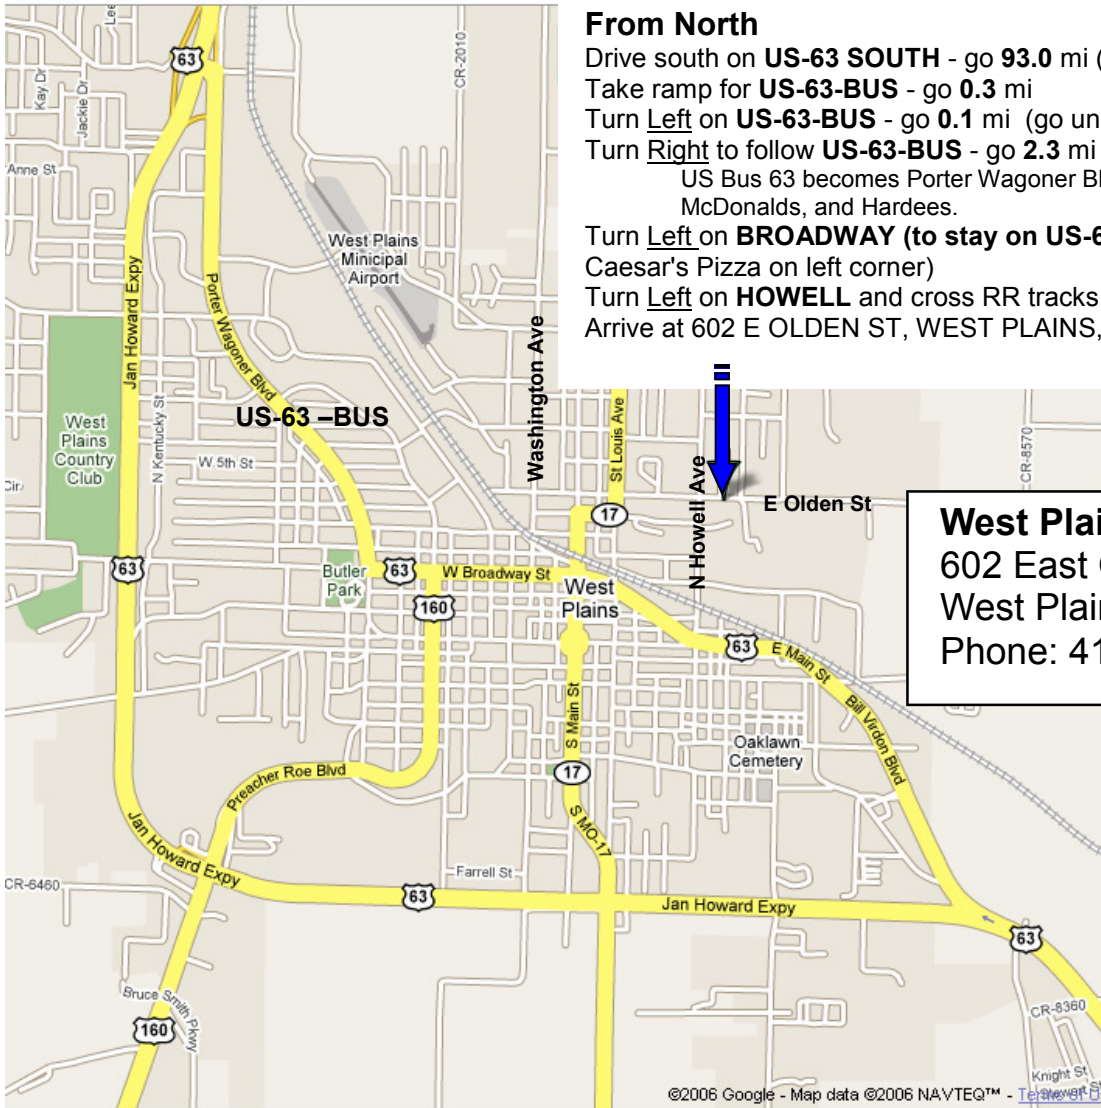 From North
Drive south on US-63 SOUTH - go 93.0 mi (
Take ramp for US-63-BUS - go 0.3 mi
Turn Left on US-63-BUS - go 0.1 mi (go un
Turn Right to follow US-63-BUS - go 2.3 mi
US Bus 63 becomes Porter Wagoner Bl
McDonalds, and Hardees.
Turn Left on BROADWAY (to stay on US-6
Caesar's Pizza on left corner)
Turn Left on HOWELL and cross RR tracks
Arrive at 602 E OLDEN ST, WEST PLAINS,
63
Lee
CR-2010
Kay Dr
Jackie Dr
Anne St
West Plains
Minicipal
Airport
Jan Howard Expy
Porter Wagoner Blvd
Washington Ave
US-63 –BUS
West
Plains
Country
Club
N Kentucky St
W 5th St
Cir
St Louis Ave
N Howell Ave
E Olden St
CR-8570
17
West Plai
602 East
West Plai
Phone: 41
63
Butler
Park
63
W Broadway St
160
West
Plains
63
E Main St
Bill Virdon Blvd
S Main St
Oaklawn
Cemetery
17
Preacher Roe Blvd
S MO-17
Jan Howard Expy
Farrell St
CR-6460
63
Jan Howard Expy
63
Bruce Smith Pkwy
160
CR-8360
Knight St
Stewart St
©2006 Google - Map data ©2006 NAVTEQ™ - Terms of U